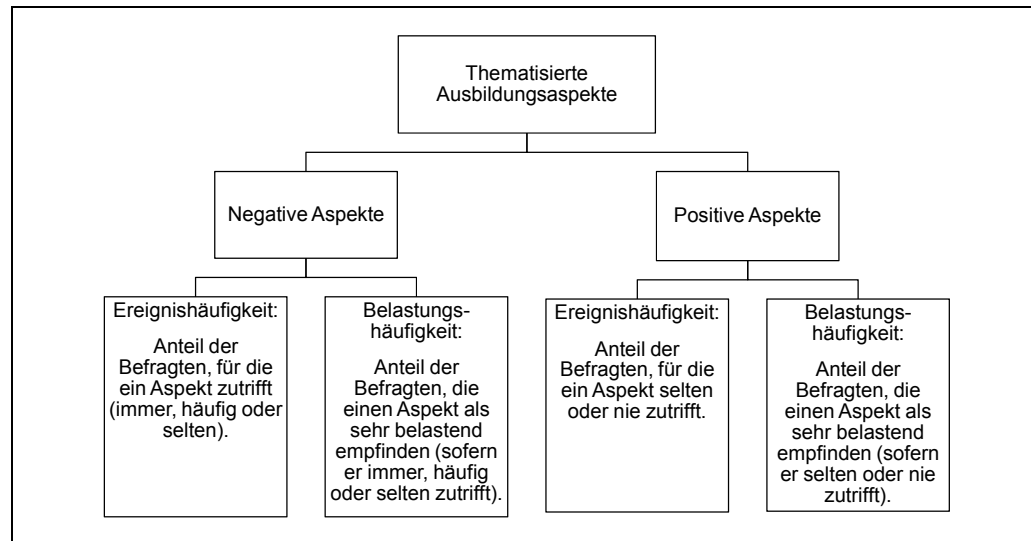 Thematisierte
Ausbildungsaspekte
Negative Aspekte
Positive Aspekte
Ereignishäufigkeit:
Anteil der
Befragten, für die
ein Aspekt zutrifft
(immer, häufig oder
selten).
Belastungs-
häufigkeit:
Anteil der
Befragten, die
einen Aspekt als
sehr belastend
empfinden (sofern
er immer, häufig
oder selten zutrifft).
Ereignishäufigkeit:
Anteil der
Befragten, für die
ein Aspekt selten
oder nie zutrifft.
Belastungs-
häufigkeit:
Anteil der
Befragten, die
einen Aspekt als
sehr belastend
empfinden (sofern
er selten oder nie
zutrifft).